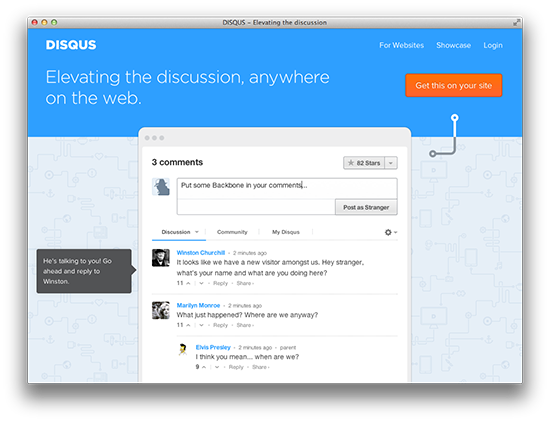 DISQUS – Elevating the discussion
DISQUS
For Websites Showcase Login
Elevating the discussion, anywhere
on the web.
Get this on your site
3 comments
82 Stars
Put some Backbone in your comments...
Post as Stranger
Discussion Community My Disqus
He's talking to you! Go
ahead and reply to
Winston.
Winston Churchill • 2 minutes ago
It looks like we have a new visitor amongst us. Hey stranger,
what's your name and what are you doing here?
11 Reply Share ›
Marilyn Monroe • 2 minutes ago
What just happened? Where are we anyway?
11 Reply Share ›
Elvis Presley • 2 minutes ago • parent
I think you mean... when are we?
9 Reply Share ›